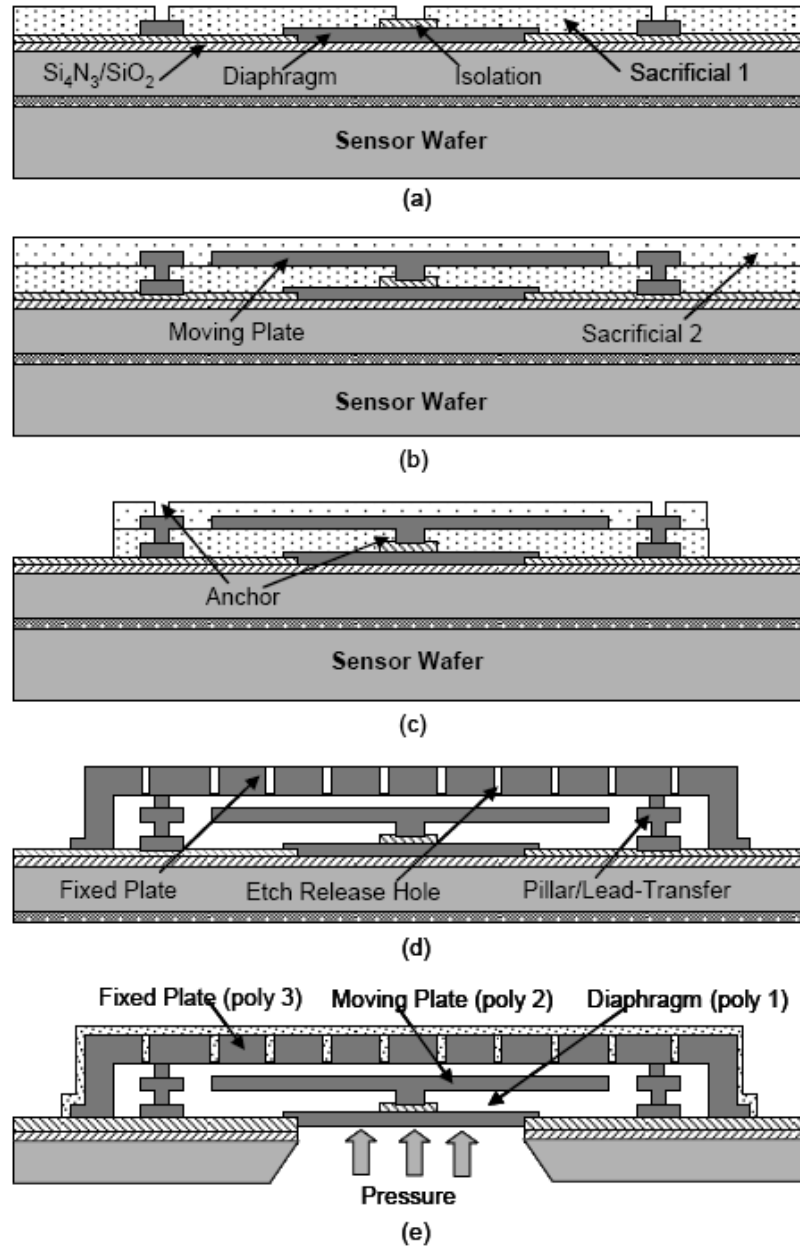 Si4N3/SiO2
Diaphragm
Isolation
Sacrificial 1
Sensor Wafer
(a)
Moving Plate
Sacrificial 2
Sensor Wafer
(b)
Anchor
Sensor Wafer
(c)
Fixed Plate
Etch Release Hole
Pillar/Lead-Transfer
(d)
Fixed Plate (poly 3)
Moving Plate (poly 2)
Diaphragm (poly 1)
Pressure
(e)